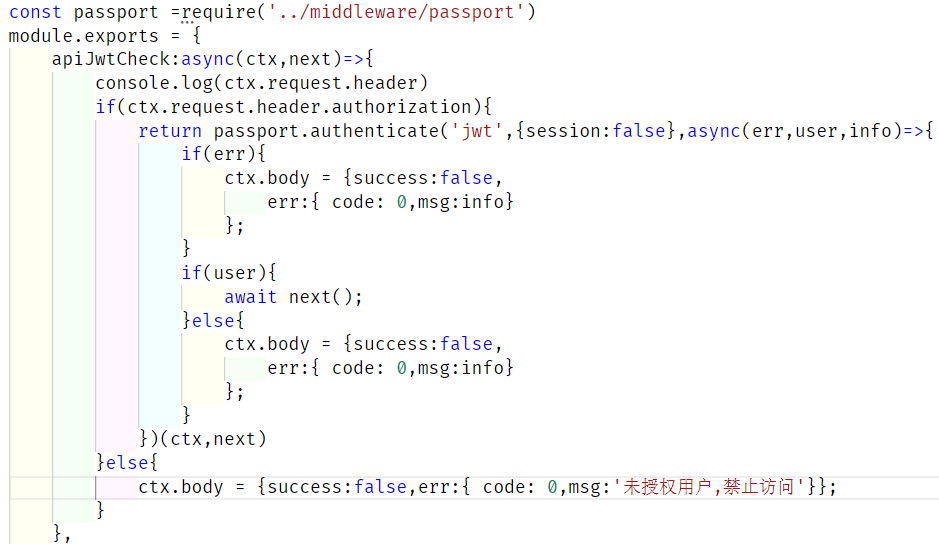 const passport =require('../middleware/passport')
module.exports = {
    apiJwtCheck:async(ctx,next)=>{
        console.log(ctx.request.header)
        if(ctx.request.header.authorization){
            return passport.authenticate('jwt',{session:false},async(err,user,info)=>{
                if(err){
                    ctx.body = {success:false,
                        err:{ code: 0,msg:info}
                    };
                }
                if(user){
                    await next();
                }else{
                    ctx.body = {success:false,
                        err:{ code: 0,msg:info}
                    };
                }
            })(ctx,next)
        }else{
            ctx.body = {success:false,err:{ code: 0,msg:'未授权用户,禁止访问'}};
        }
    },